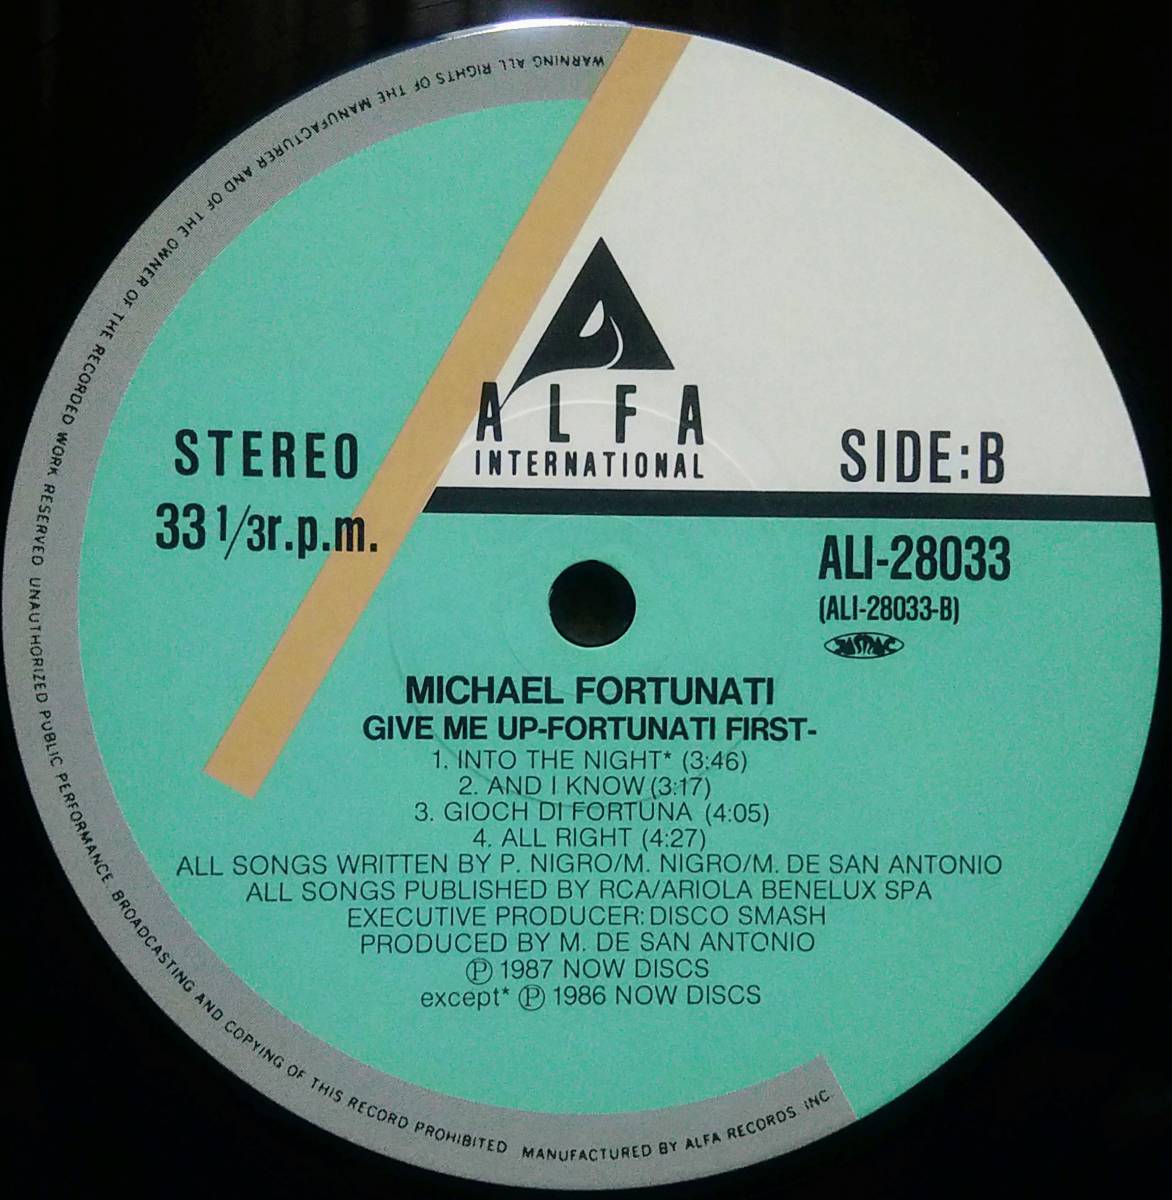 WARNING ALL RIGHTS OF THE MANUFACTURER AND OF THE OWNER OF THE RECORDED WORK RESERVED UNAUTHORIZED PUBLIC PERFORMANCE. BROADCASTING AND COPYING OF THIS RECORD PROHIBITED MANUFACTURED BY ALFA RECORDS. INC.
ALFA
INTERNATIONAL
STEREO
33 1/3r.p.m.
SIDE:B
ALI-28033
(ALI-28033-B)
JASRAC
MICHAEL FORTUNATI
GIVE ME UP-FORTUNATI FIRST-
1. INTO THE NIGHT* (3:46)
2. AND I KNOW (3:17)
3. GIOCH DI FORTUNA (4:05)
4. ALL RIGHT (4:27)
ALL SONGS WRITTEN BY P. NIGRO/M. NIGRO/M. DE SAN ANTONIO
ALL SONGS PUBLISHED BY RCA/ARIOLA BENELUX SPA
EXECUTIVE PRODUCER: DISCO SMASH
PRODUCED BY M. DE SAN ANTONIO
Ⓟ 1987 NOW DISCS
except* Ⓟ 1986 NOW DISCS